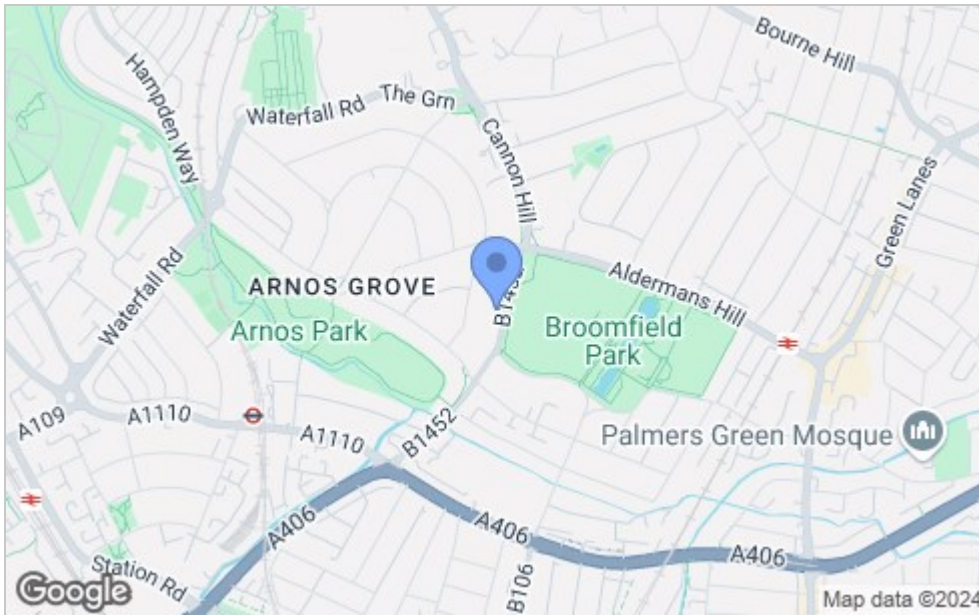 Bourne Hill
Hampden Way
The Grn
Waterfall Rd
Cannon Hill
Green Lanes
Waterfall Rd
ARNOS GROVE
Aldermans Hill
B1452
Arnos Park
Broomfield
Park
A109
A1110
A1110
B1452
Palmers Green Mosque
A406
A406
A406
Station Rd
B106
Google
Map data ©2024